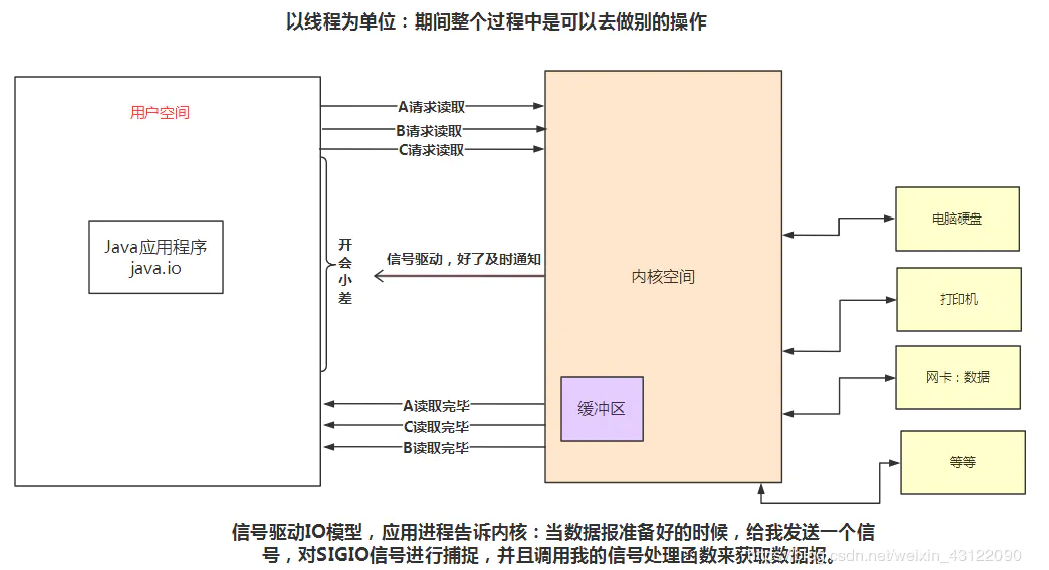 以线程为单位：期间整个过程中是可以去做别的操作
用户空间
Java应用程序
java.io
A请求读取
B请求读取
C请求读取
开
会
小
差
信号驱动，好了及时通知
A读取完毕
C读取完毕
B读取完毕
内核空间
缓冲区
电脑硬盘
打印机
网卡：数据
等等
信号驱动IO模型，应用进程告诉内核：当数据报准备好的时候，给我发送一个信
号，对SIGIO信号进行捕捉，并且调用我的信号处理函数来获取数据报。
csdn.net/weixin_43122090